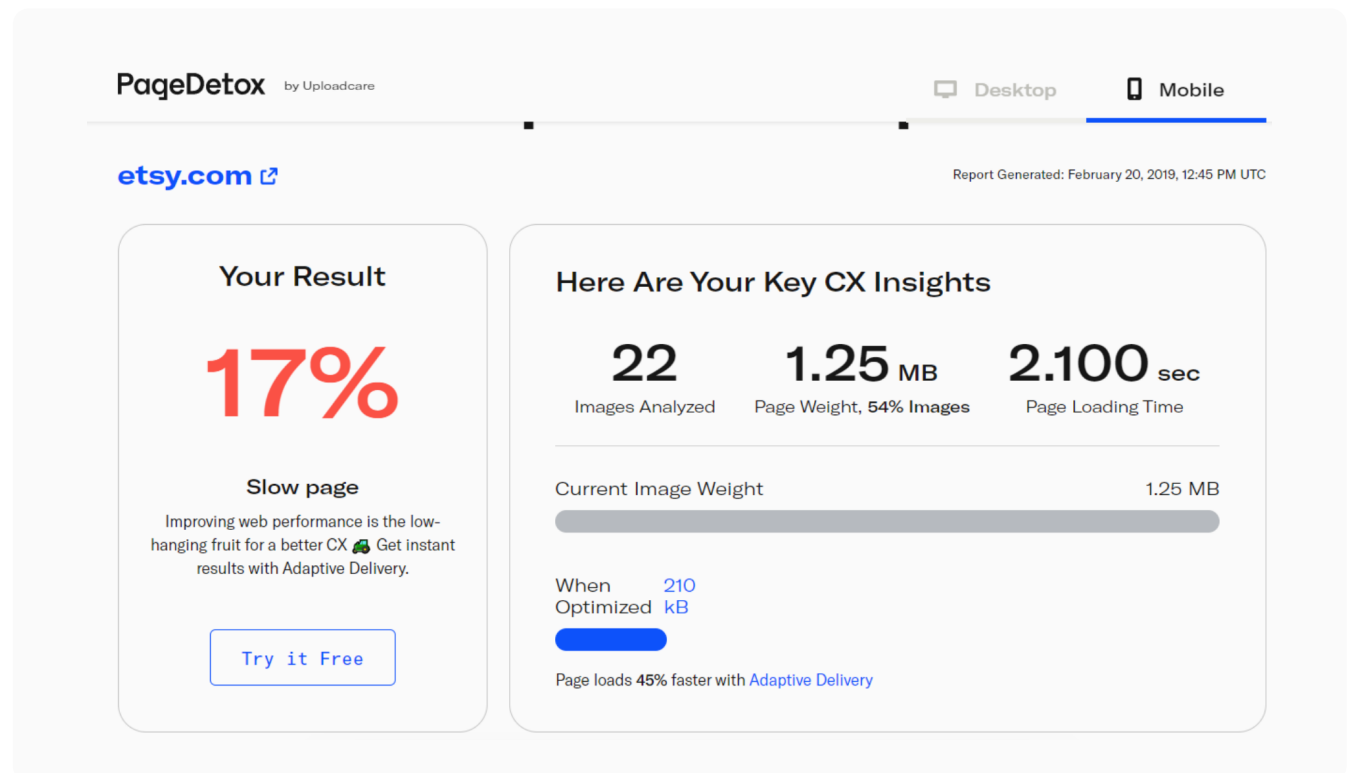 PageDetox by Uploadcare
Desktop
Mobile
etsy.com
Report Generated: February 20, 2019, 12:45 PM UTC
Your Result
17%
Slow page
Improving web performance is the low-
hanging fruit for a better CX 🚜 Get instant
results with Adaptive Delivery.
Try it Free
Here Are Your Key CX Insights
22
Images Analyzed
1.25 MB
Page Weight, 54% Images
2.100 sec
Page Loading Time
Current Image Weight
1.25 MB
When
Optimized
210
kB
Page loads 45% faster with Adaptive Delivery